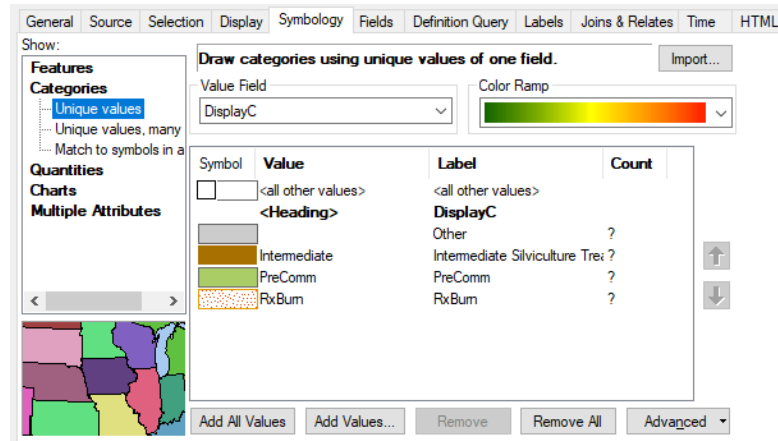 General Source Selection Display Symbology Fields Definition Query Labels Joins & Relates Time HTML
Show:
Features
Categories
Unique values
Unique values, many
Match to symbols in a
Quantities
Charts
Multiple Attributes
Draw categories using unique values of one field.
Import...
Value Field
DisplayC
Color Ramp
Symbol Value Label Count
<all other values> <all other values>
<Heading> DisplayC
Other ?
Intermediate Intermediate Silviculture Trea ?
PreComm PreComm ?
RxBurn RxBurn ?
Add All Values Add Values... Remove Remove All Advanced